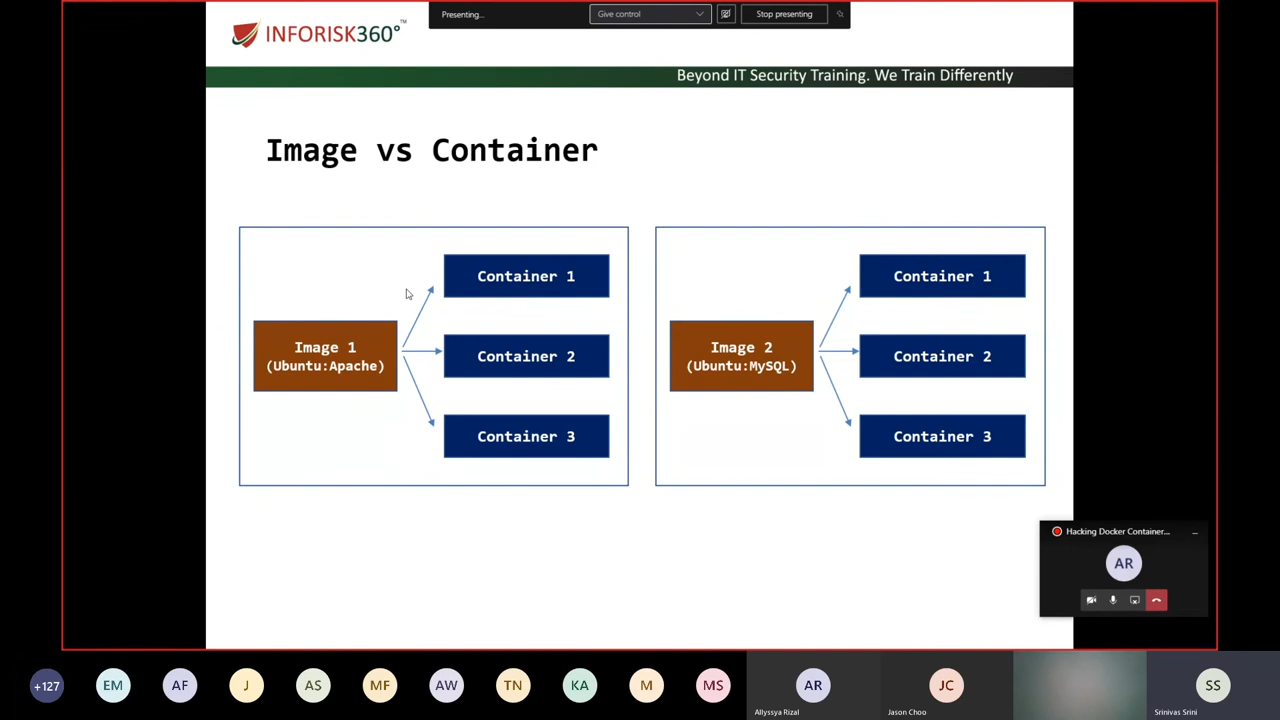 INFORISK360°™
Presenting...
Give control
Stop presenting
Beyond IT Security Training. We Train Differently
Image vs Container
Image 1
(Ubuntu:Apache)
Container 1
Container 2
Container 3
Image 2
(Ubuntu:MySQL)
Container 1
Container 2
Container 3
Hacking Docker Container...
AR
+127
EM
AF
J
AS
MF
AW
TN
KA
M
MS
AR
Allyssya Rizal
JC
Jason Choo
SS
Srinivas Srini